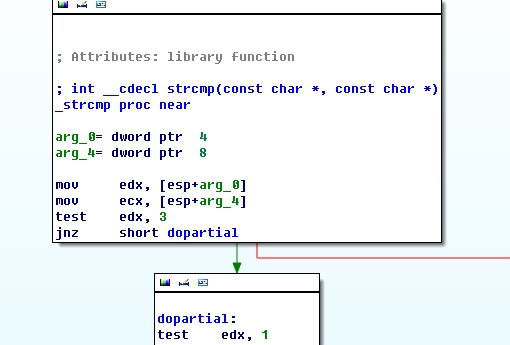 ; Attributes: library function
; int __cdecl strcmp(const char *, const char *)
_strcmp proc near
arg_0= dword ptr  4
arg_4= dword ptr  8
mov     edx, [esp+arg_0]
mov     ecx, [esp+arg_4]
test    edx, 3
jnz     short dopartial
dopartial:
test    edx, 1